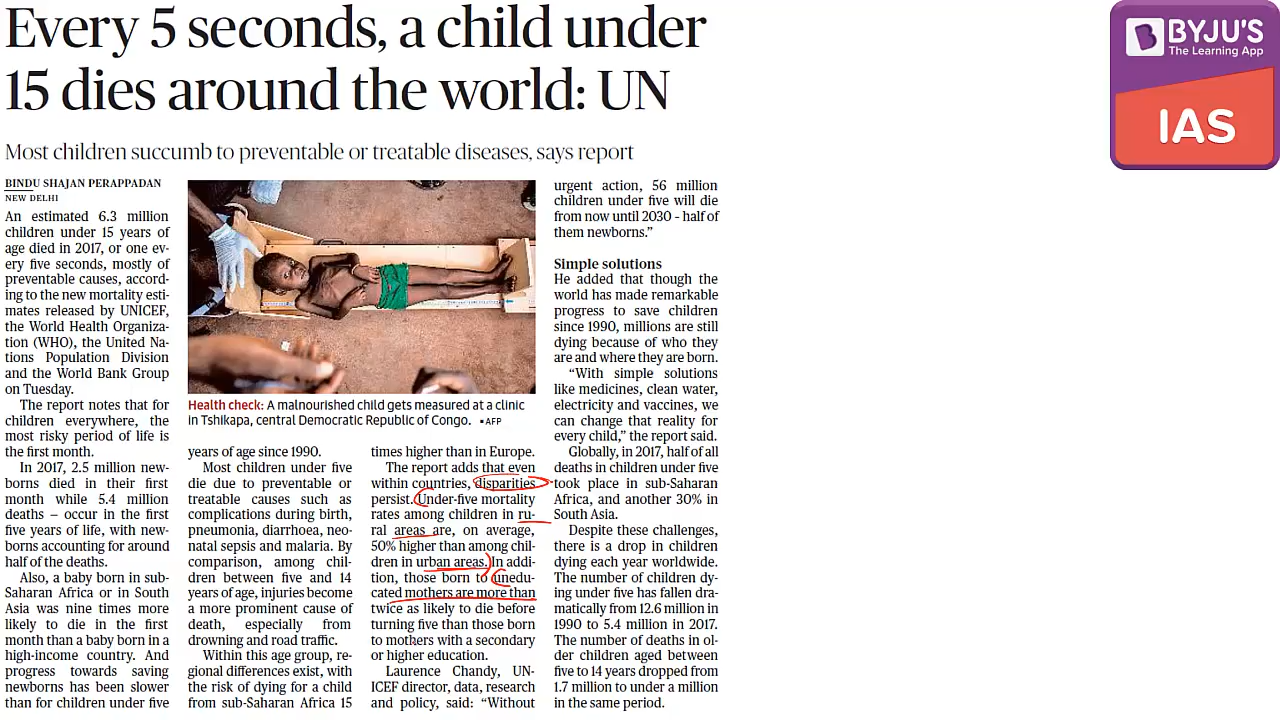 Every 5 seconds, a child under
15 dies around the world: UN
Most children succumb to preventable or treatable diseases, says report
BINDU SHAJAN PERAPPADAN
NEW DELHI
An estimated 6.3 million
children under 15 years of
age died in 2017, or one ev-
ery five seconds, mostly of
preventable causes, accord-
ing to the new mortality esti-
mates released by UNICEF,
the World Health Organiza-
tion (WHO), the United Na-
tions Population Division
and the World Bank Group
on Tuesday.
The report notes that for
children everywhere, the
most risky period of life is
the first month.
In 2017, 2.5 million new-
borns died in their first
month while 5.4 million
deaths – occur in the first
five years of life, with new-
borns accounting for around
half of the deaths.
Also, a baby born in sub-
Saharan Africa or in South
Asia was nine times more
likely to die in the first
month than a baby born in a
high-income country. And
progress towards saving
newborns has been slower
than for children under five
Health check: A malnourished child gets measured at a clinic
in Tshikapa, central Democratic Republic of Congo. ▪AFP
years of age since 1990.
Most children under five
die due to preventable or
treatable causes such as
complications during birth,
pneumonia, diarrhoea, neo-
natal sepsis and malaria. By
comparison, among chil-
dren between five and 14
years of age, injuries become
a more prominent cause of
death, especially from
drowning and road traffic.
Within this age group, re-
gional differences exist, with
the risk of dying for a child
from sub-Saharan Africa 15
times higher than in Europe.
The report adds that even
within countries, disparities
persist. Under-five mortality
rates among children in ru-
ral areas are, on average,
50% higher than among chil-
dren in urban areas. In addi-
tion, those born to unedu-
cated mothers are more than
twice as likely to die before
turning five than those born
to mothers with a secondary
or higher education.
Laurence Chandy, UN-
ICEF director, data, research
and policy, said: “Without
urgent action, 56 million
children under five will die
from now until 2030 - half of
them newborns.”
Simple solutions
He added that though the
world has made remarkable
progress to save children
since 1990, millions are still
dying because of who they
are and where they are born.
“With simple solutions
like medicines, clean water,
electricity and vaccines, we
can change that reality for
every child,” the report said.
Globally, in 2017, half of all
deaths in children under five
took place in sub-Saharan
Africa, and another 30% in
South Asia.
Despite these challenges,
there is a drop in children
dying each year worldwide.
The number of children dy-
ing under five has fallen dra-
matically from 12.6 million in
1990 to 5.4 million in 2017.
The number of deaths in ol-
der children aged between
five to 14 years dropped from
1.7 million to under a million
in the same period.
BYJU'S
The Learning App
IAS